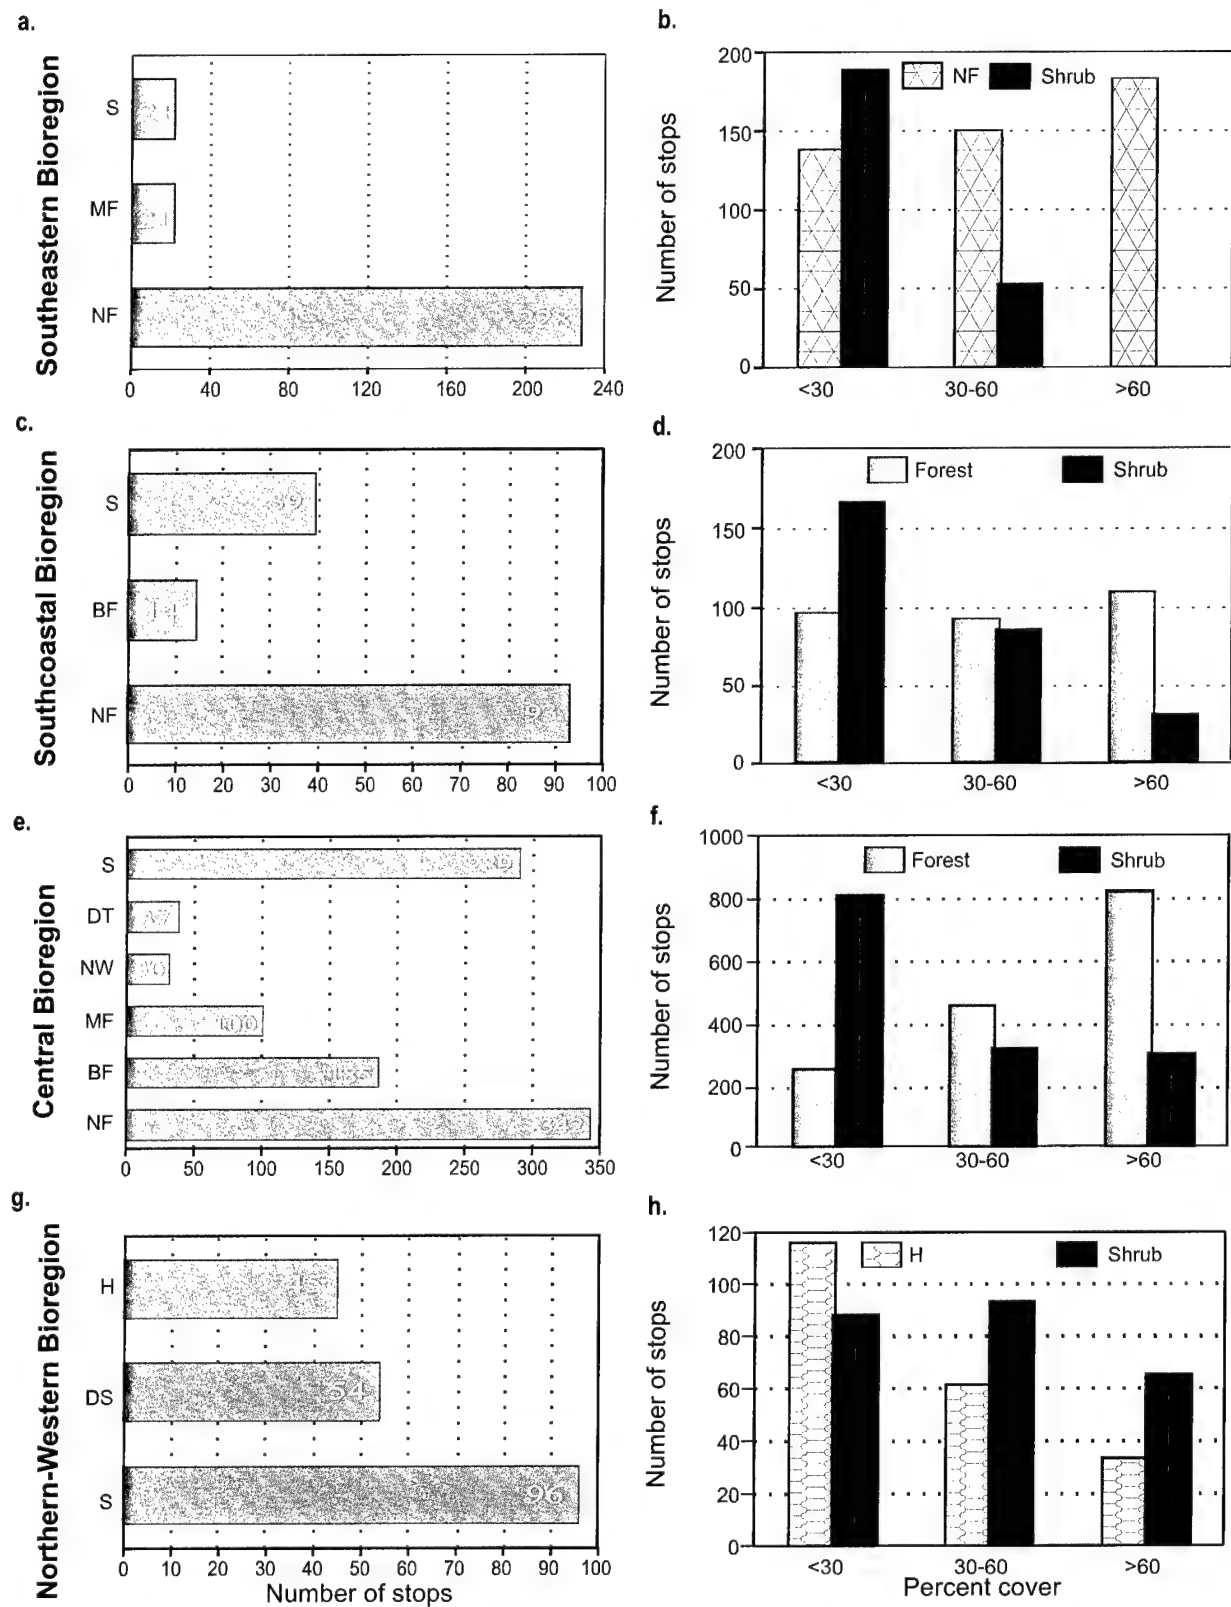 a.
Southeastern Bioregion
S
MF
NF
0 40 80 120 160 200 240
b.
Number of stops
200
150
100
50
0
NF Shrub
<30 30-60 >60
c.
Southcoastal Bioregion
S 39
BF 14
NF
0 10 20 30 40 50 60 70 80 90 100
d.
Number of stops
200
150
100
50
0
Forest Shrub
<30 30-60 >60
e.
Central Bioregion
S
DT
NW
MF 100
BF
NF
0 50 100 150 200 250 300 350
f.
Number of stops
1000
800
600
400
200
0
Forest Shrub
<30 30-60 >60
g.
Northern-Western Bioregion
H
DS 54
S 96
0 10 20 30 40 50 60 70 80 90 100
Number of stops
h.
Number of stops
120
100
80
60
40
20
0
H Shrub
<30 30-60 >60
Percent cover